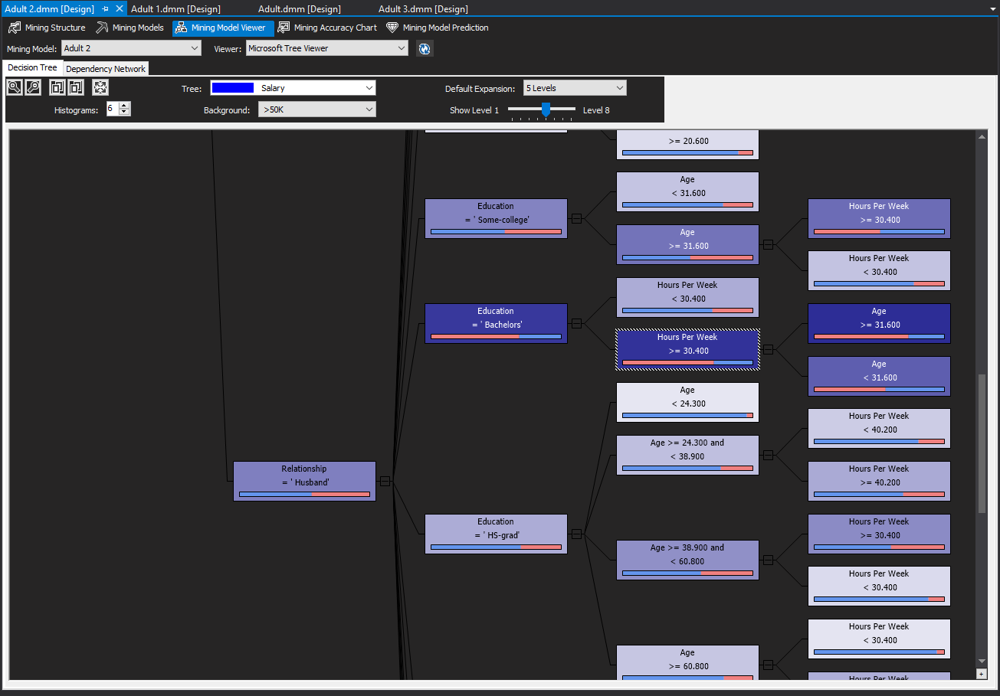 Adult 2.dmm [Design]
Adult 1.dmm [Design]
Adult.dmm [Design]
Adult 3.dmm [Design]
Mining Structure
Mining Models
Mining Model Viewer
Mining Accuracy Chart
Mining Model Prediction
Mining Model: Adult 2
Viewer: Microsoft Tree Viewer
Decision Tree
Dependency Network
Tree: Salary
Default Expansion: 5 Levels
Histograms: 6
Background: >50K
Show Level 1
Level 8
>= 20.600
Age
< 31.600
Education
= ' Some-college'
Hours Per Week
>= 30.400
Age
>= 31.600
Hours Per Week
< 30.400
Hours Per Week
< 30.400
Education
= ' Bachelors'
Age
>= 31.600
Hours Per Week
>= 30.400
Age
< 31.600
Age
< 24.300
Hours Per Week
< 40.200
Age >= 24.300 and
< 38.900
Relationship
= ' Husband'
Hours Per Week
>= 40.200
Education
= ' HS-grad'
Hours Per Week
>= 30.400
Age >= 38.900 and
< 60.800
Hours Per Week
< 30.400
Hours Per Week
< 30.400
Age
>= 60.800
Hours Per Week